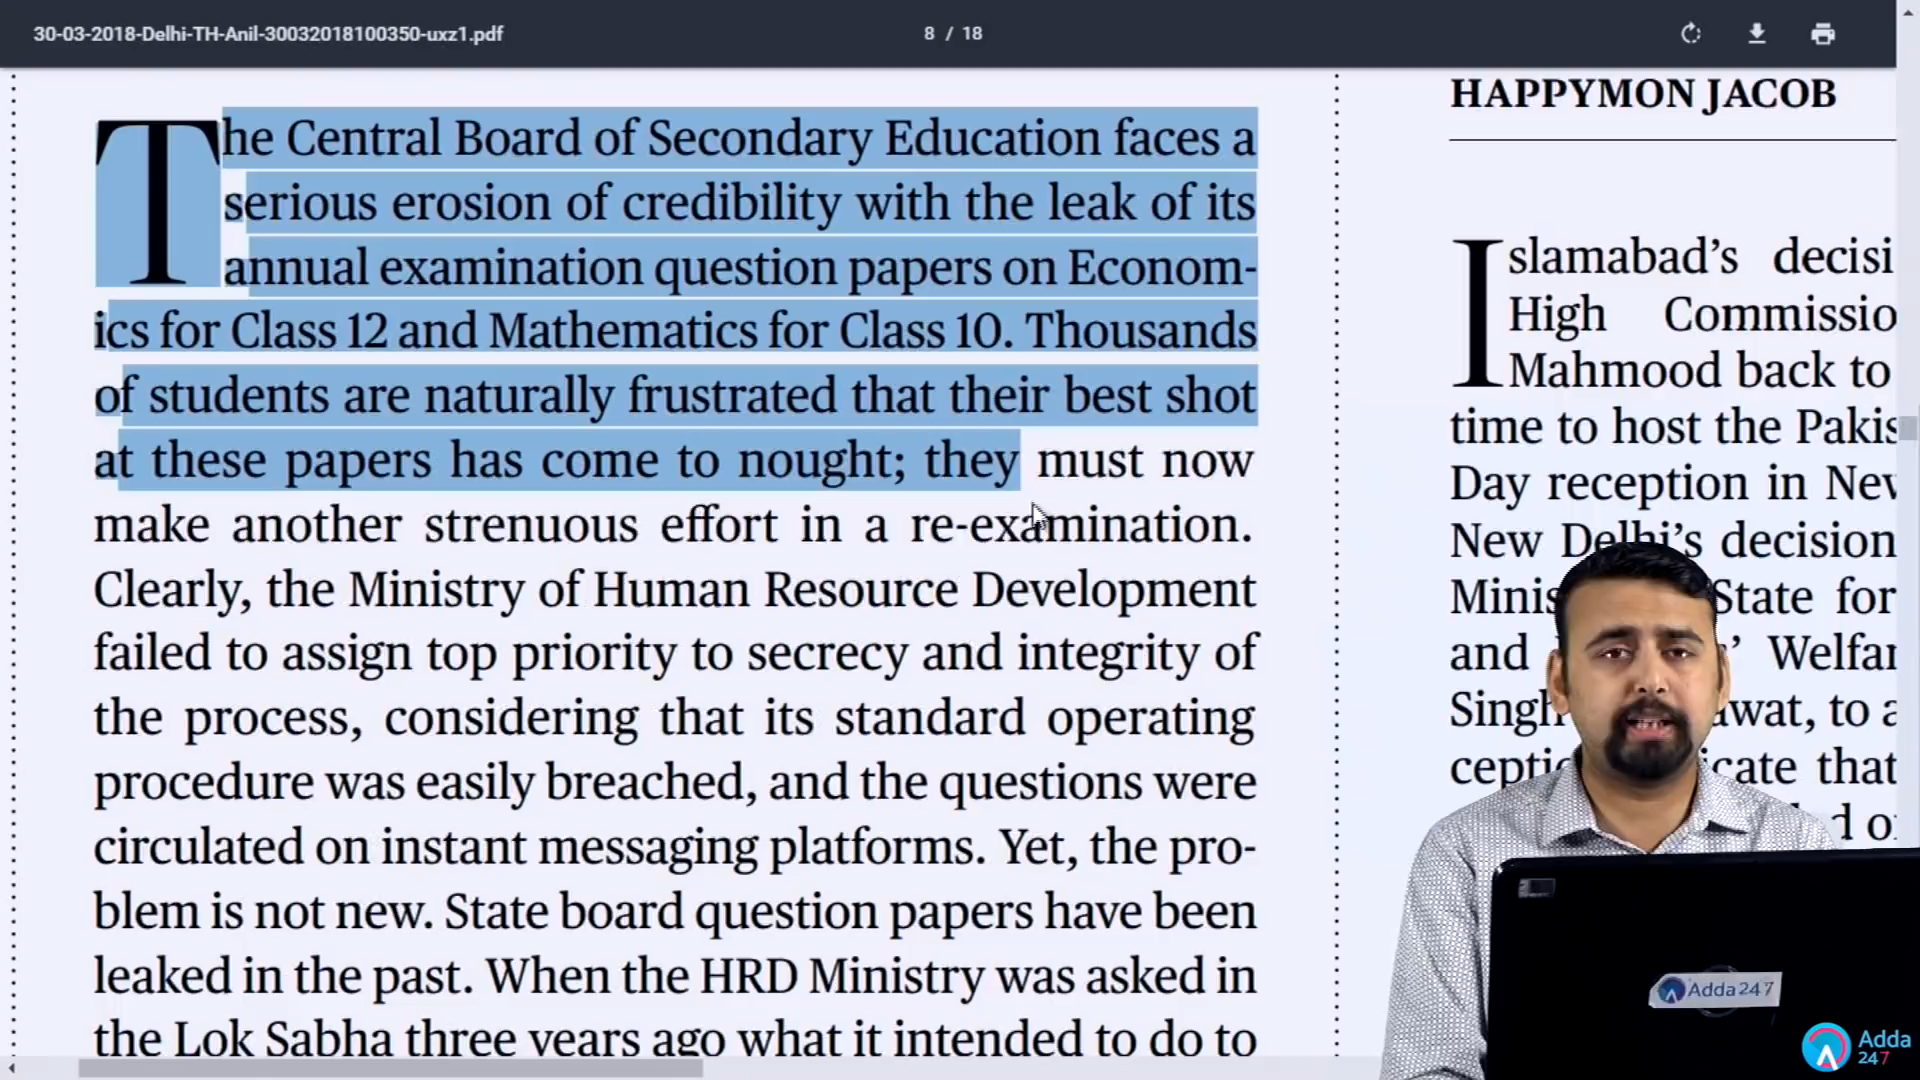 30-03-2018-Delhi-TH-Anil-30032018100350-uxz1.pdf
8 / 18
The Central Board of Secondary Education faces a
serious erosion of credibility with the leak of its
annual examination question papers on Econom-
ics for Class 12 and Mathematics for Class 10. Thousands
of students are naturally frustrated that their best shot
at these papers has come to nought; they must now
make another strenuous effort in a re-examination.
Clearly, the Ministry of Human Resource Development
failed to assign top priority to secrecy and integrity of
the process, considering that its standard operating
procedure was easily breached, and the questions were
circulated on instant messaging platforms. Yet, the pro-
blem is not new. State board question papers have been
leaked in the past. When the HRD Ministry was asked in
the Lok Sabha three years ago what it intended to do to
HAPPYMON JACOB
Islamabad's decisi
High Commissio
Mahmood back to
time to host the Pakis
Day reception in New
New Delhi's decision
State for
and Welfar
Singh awat, to a
cate that
Adda247
Adda
247